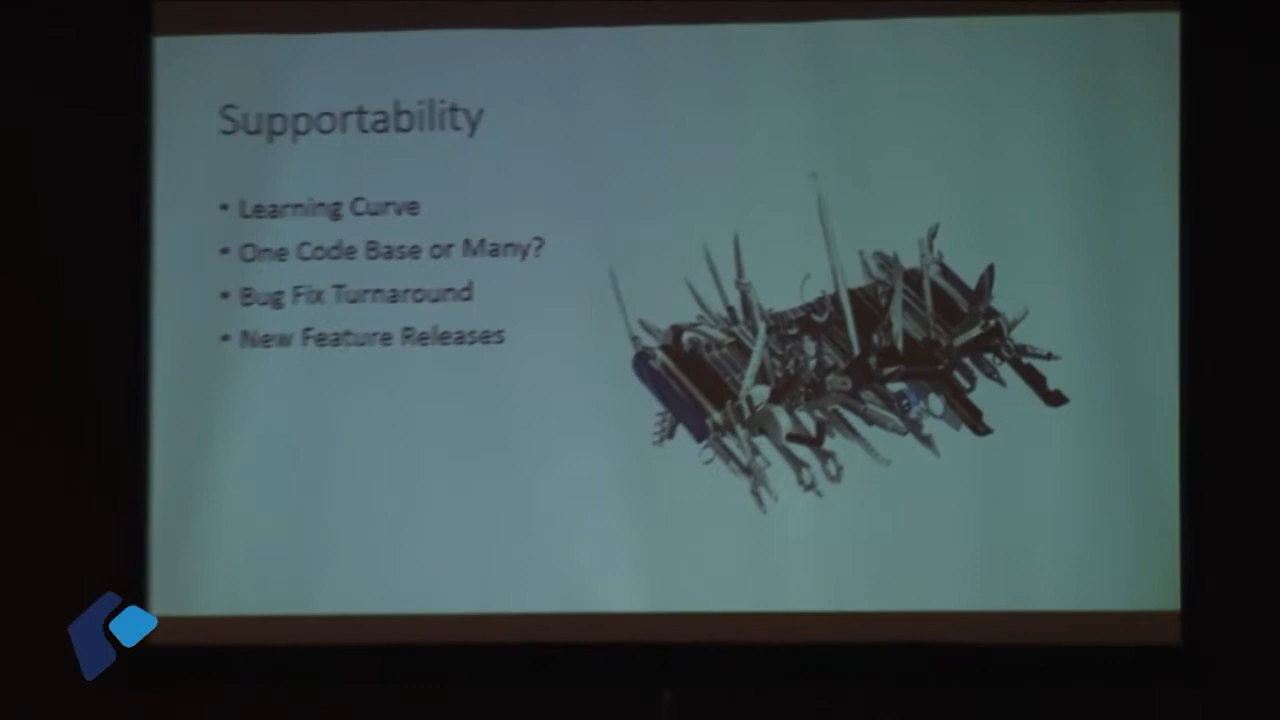 Supportability
• Learning Curve
• One Code Base or Many?
• Bug Fix Turnaround
• New Feature Releases